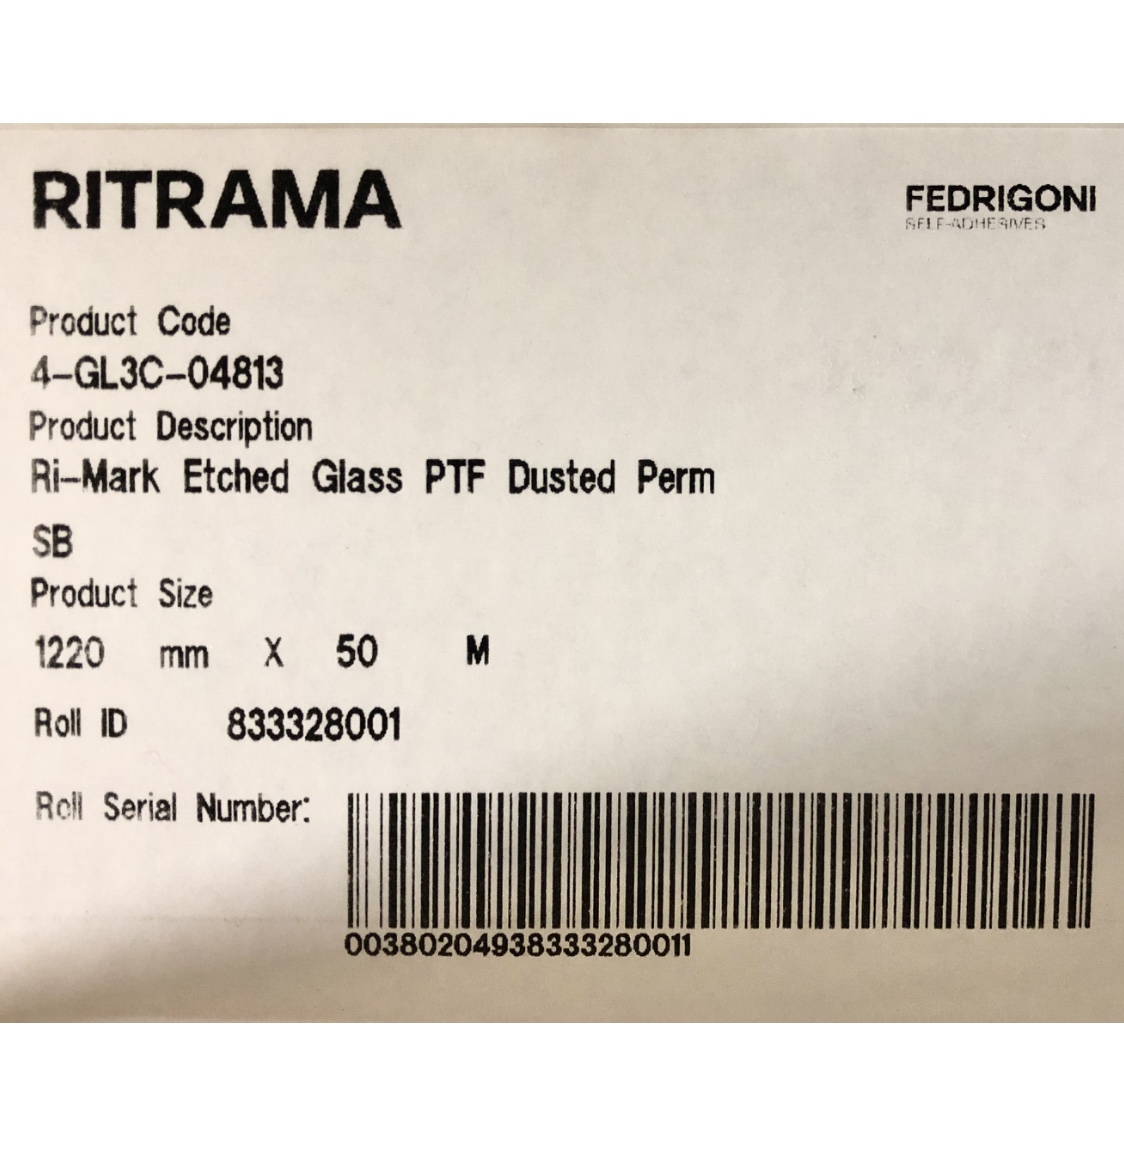 RITRAMA
FEDRIGONI
SELF-ADHESIVES
Product Code
4-GL3C-04813
Product Description
Ri-Mark Etched Glass PTF Dusted Perm
SB
Product Size
1220 mm X 50 M
Roll ID 833328001
Roll Serial Number:
00380204938333280011